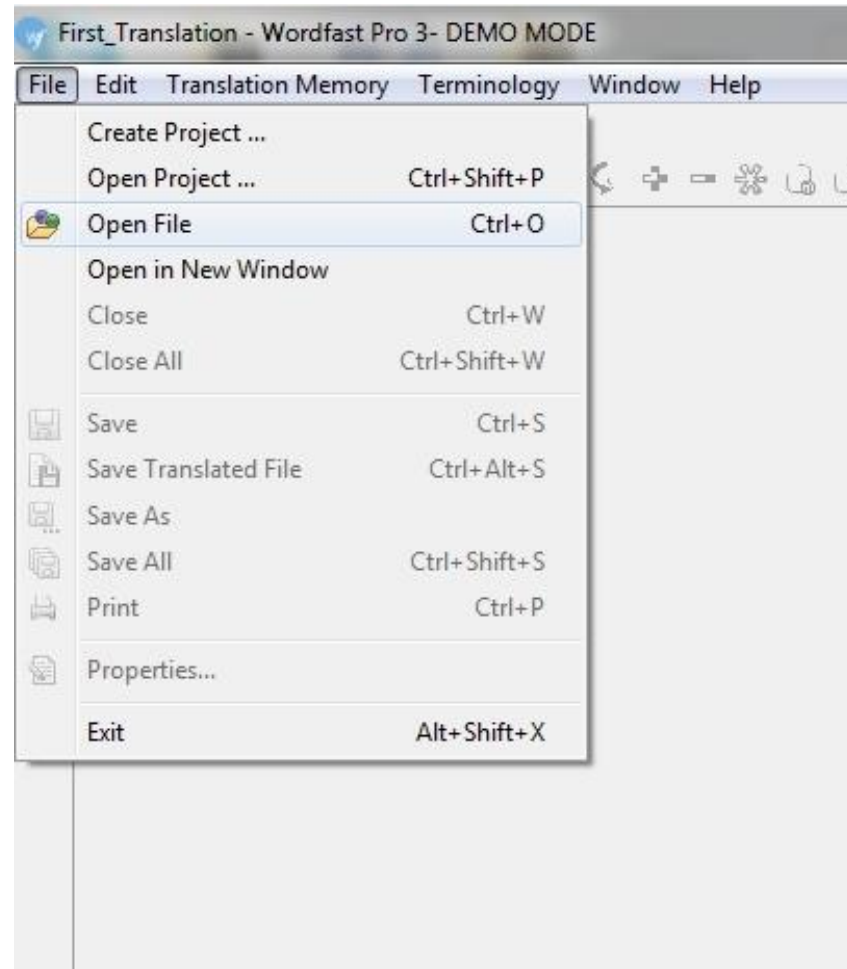 First_Translation - Wordfast Pro 3- DEMO MODE
File Edit Translation Memory Terminology Window Help
Create Project ...
Open Project ... Ctrl+Shift+P
Open File Ctrl+O
Open in New Window
Close Ctrl+W
Close All Ctrl+Shift+W
Save Ctrl+S
Save Translated File Ctrl+Alt+S
Save As
Save All Ctrl+Shift+S
Print Ctrl+P
Properties...
Exit Alt+Shift+X